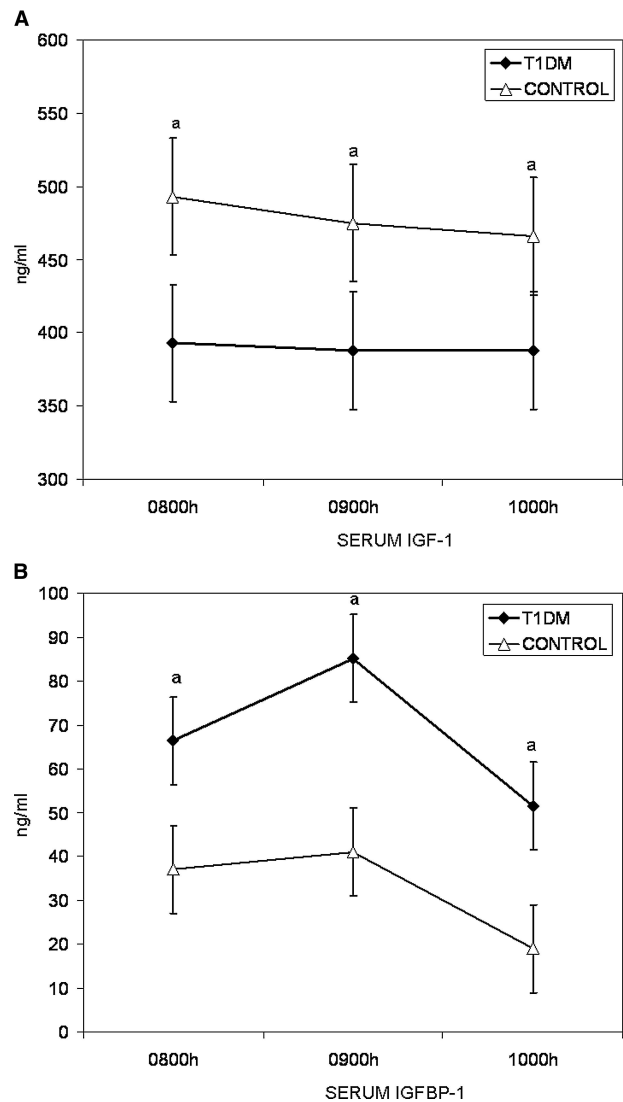 A
600
T1DM
CONTROL
550
a
a
a
500
450
ng/ml
400
350
300
0800h 0900h 1000h
SERUM IGF-1
B
100
a
T1DM
90
CONTROL
80
a
70
a
60
50
ng/ml
40
30
20
10
0
0800h 0900h 1000h
SERUM IGFBP-1